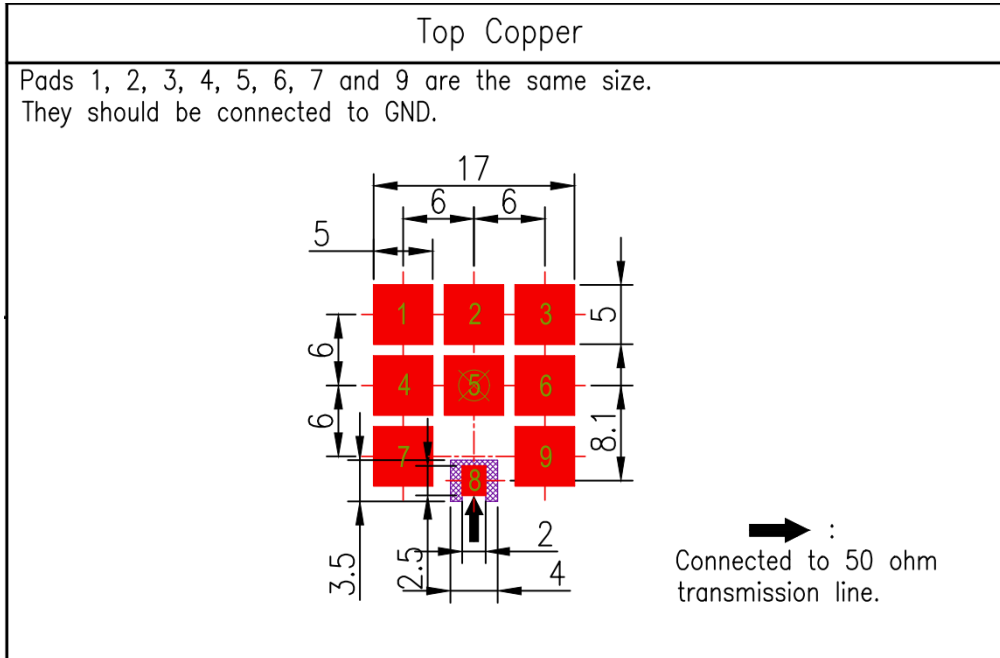 Top Copper
Pads 1, 2, 3, 4, 5, 6, 7 and 9 are the same size.
They should be connected to GND.
17
6 6
5
1 2 3
5
6
4 5 6
6
8.1
7 9
8
3.5
2.5
2
4
:
Connected to 50 ohm
transmission line.